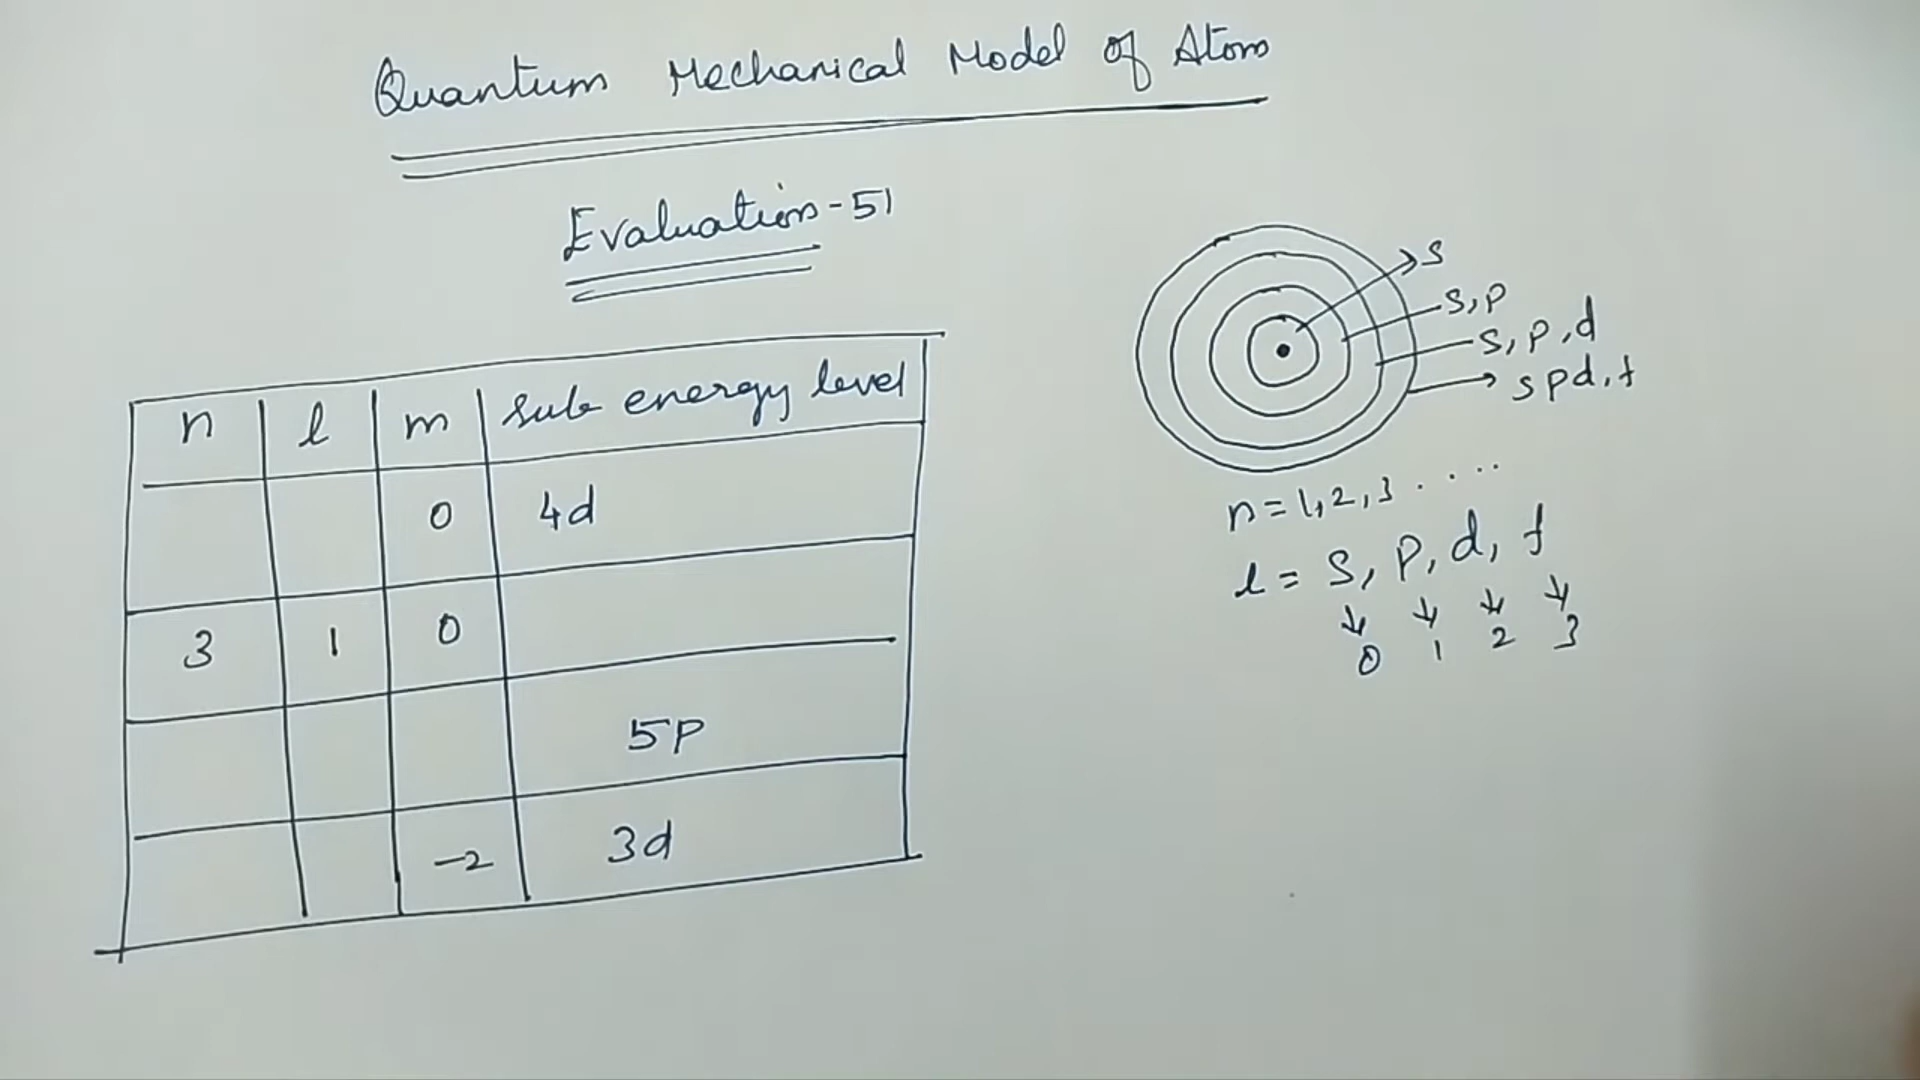 Quantum Mechanical Model of Atom
Evaluation-51
n l m sub energy level
0 4d
3 1 0
5p
-2 3d
s
s,p
s,p,d
s p d,f
n=1,2,3.....
l = s, p, d, f
↓ ↓ ↓ ↓
0 1 2 3